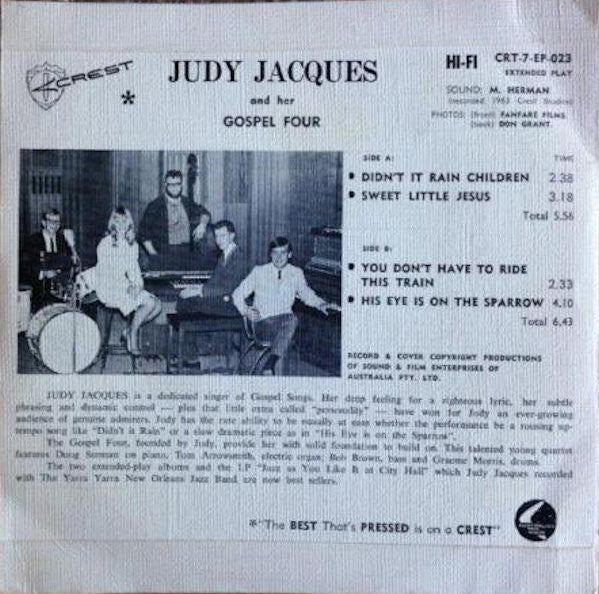 CREST
*
JUDY JACQUES
and her
GOSPEL FOUR
HI-FI
CRT-7-EP-023
EXTENDED PLAY
SOUND: M. HERMAN
(recorded 1963 Crest Studios)
PHOTOS: (front) FANFARE FILMS
(back) DON GRANT.
SIDE A: TIME
DIDN'T IT RAIN CHILDREN 2.38
SWEET LITTLE JESUS 3.18
Total 5.56
SIDE B:
YOU DON'T HAVE TO RIDE
THIS TRAIN 2.33
HIS EYE IS ON THE SPARROW 4.10
Total 6.43
RECORD & COVER COPYRIGHT PRODUCTIONS
OF SOUND & FILM ENTERPRISES OF
AUSTRALIA PTY. LTD.
JUDY JACQUES is a dedicated singer of Gospel Songs. Her deep feeling for a righteous lyric, her subtle
phrasing and dynamic control — plus that little extra called "personality" — have won for Judy an ever-growing
audience of genuine admirers. Judy has the rare ability to be equally at ease whether the performance be a rousing up-
tempo song like "Didn't it Rain" or a slow dramatic piece as in "His Eye is on the Sparrow".
The Gospel Four, founded by Judy, provide her with solid foundation to build on. This talented young quartet
features Doug Surman on piano, Tom Arrowsmith, electric organ, Bob Brown, bass and Graeme Morris, drums.
The two extended-play albums and the LP "Jazz as You Like It at City Hall" which Judy Jacques recorded
with The Yarra Yarra New Orleans Jazz Band are now best sellers.
*"The BEST That's PRESSED is on a CREST"